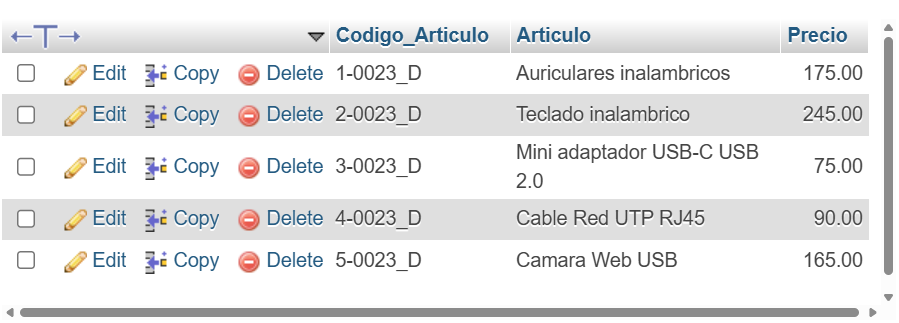 ←T→ Codigo_Articulo Articulo Precio
Edit Copy Delete 1-0023_D Auriculares inalambricos 175.00
Edit Copy Delete 2-0023_D Teclado inalambrico 245.00
Edit Copy Delete 3-0023_D Mini adaptador USB-C USB 75.00
2.0
Edit Copy Delete 4-0023_D Cable Red UTP RJ45 90.00
Edit Copy Delete 5-0023_D Camara Web USB 165.00